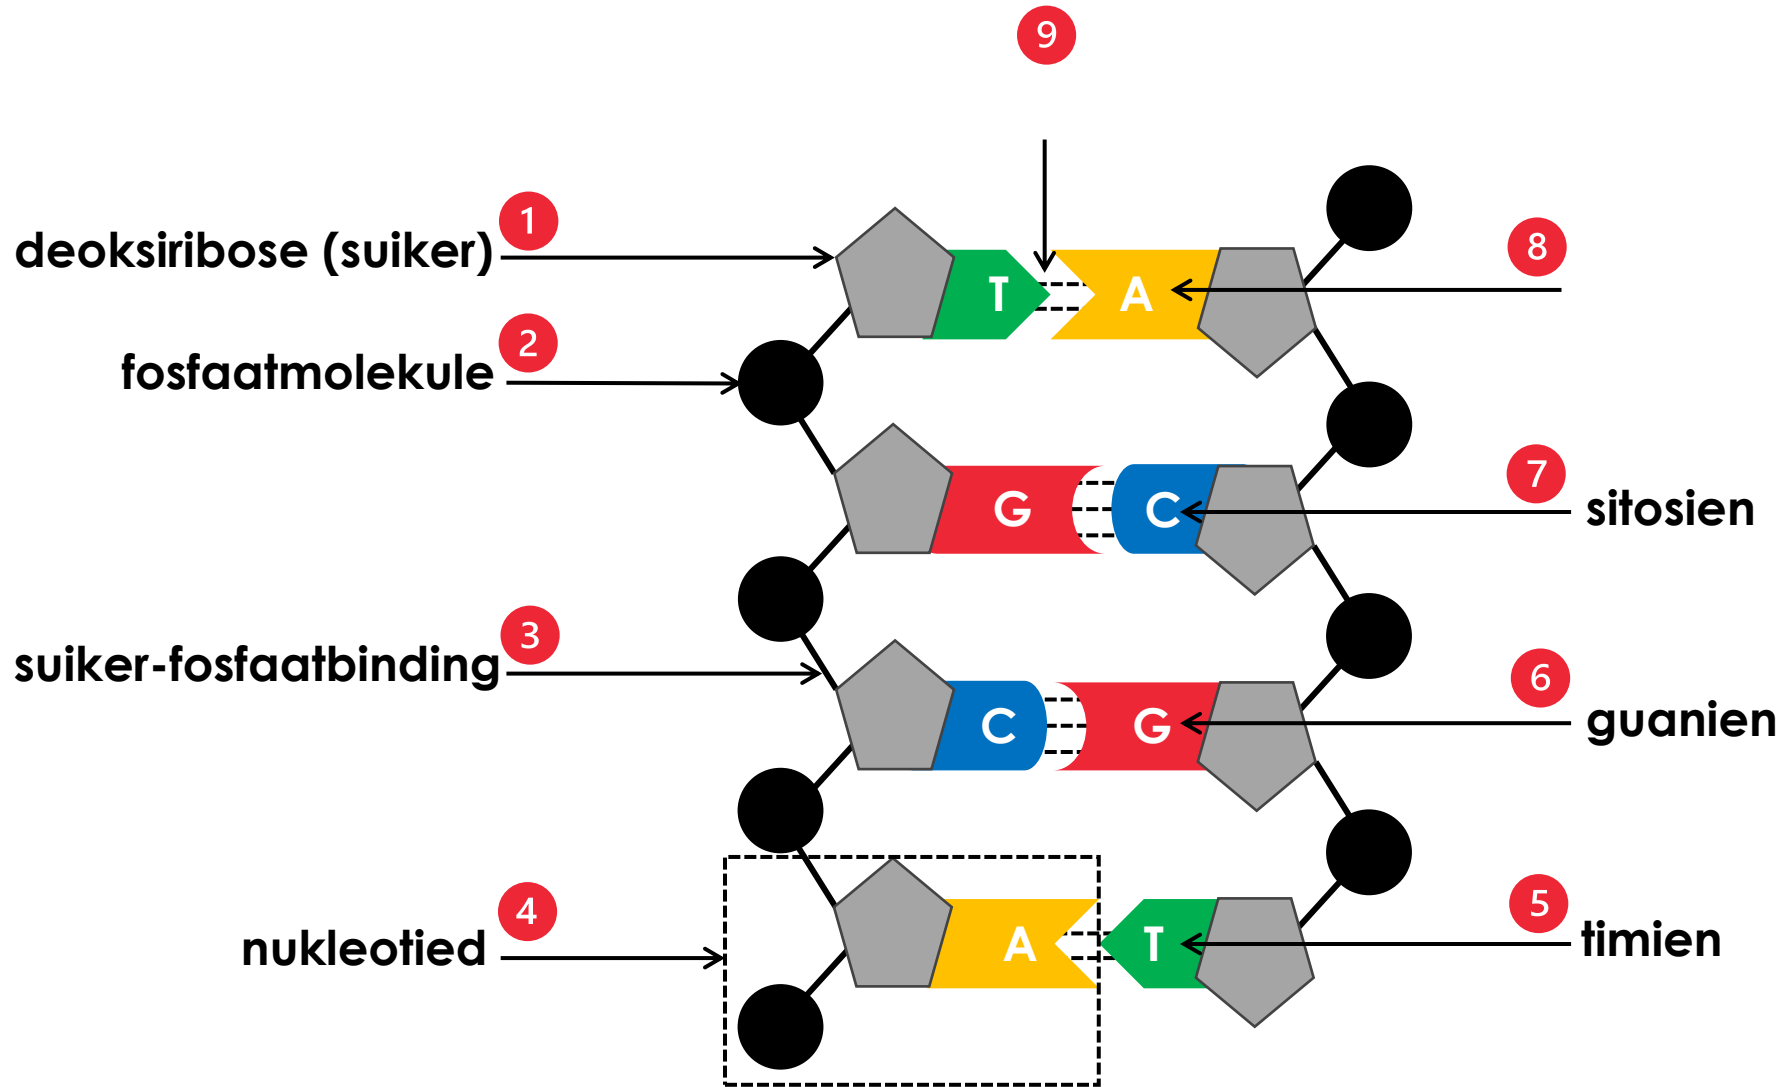 9
1
deoksiribose (suiker)
8
T A
2
fosfaatmolekule
7
G C
sitosien
3
suiker-fosfaatbinding
6
C G
guanien
4
nukleotied
5
A T
timien